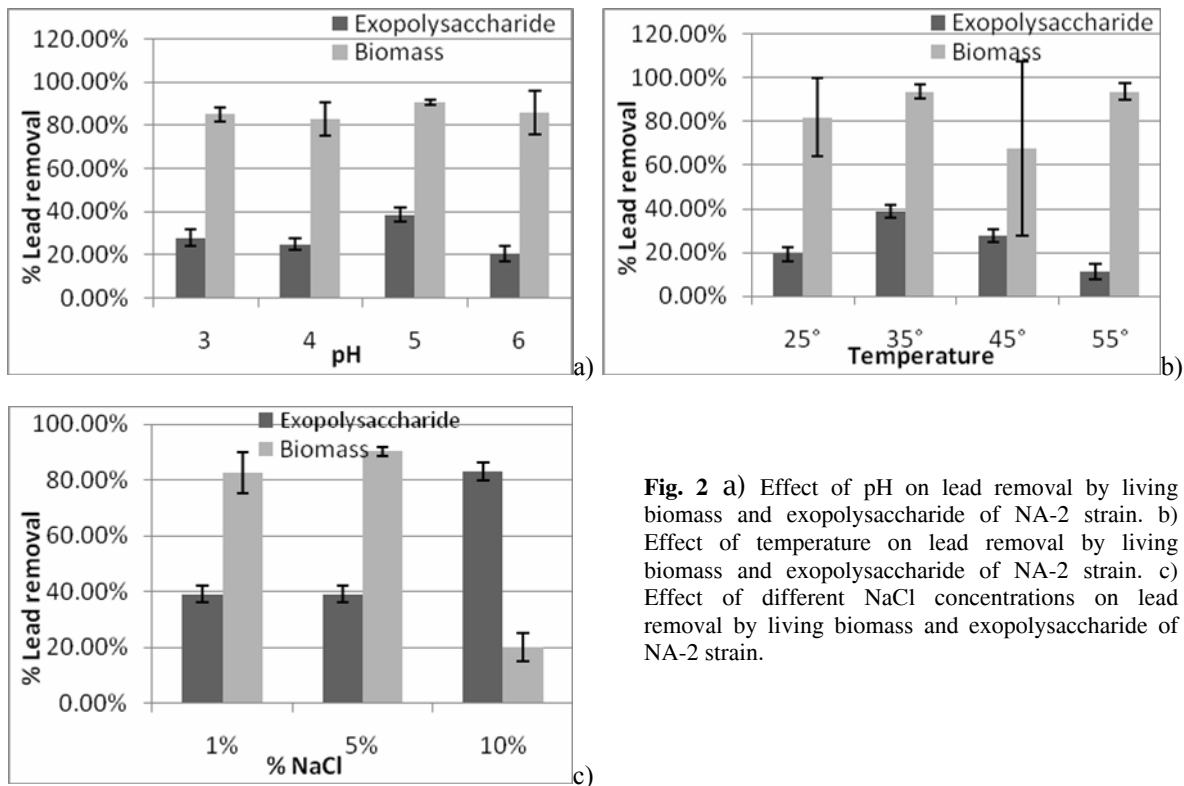 Exopolysaccharide
Biomass
120.00%
100.00%
80.00%
60.00%
40.00%
20.00%
0.00%
% Lead removal
3 4 5 6
pH
a)
Exopolysaccharide
Biomass
120.00%
100.00%
80.00%
60.00%
40.00%
20.00%
0.00%
% Lead removal
25° 35° 45° 55°
Temperature
b)
Exopolysaccharide
Biomass
100.00%
80.00%
60.00%
40.00%
20.00%
0.00%
% Lead removal
1% 5% 10%
% NaCl
c)
Fig. 2 a) Effect of pH on lead removal by living
biomass and exopolysaccharide of NA-2 strain. b)
Effect of temperature on lead removal by living
biomass and exopolysaccharide of NA-2 strain. c)
Effect of different NaCl concentrations on lead
removal by living biomass and exopolysaccharide of
NA-2 strain.